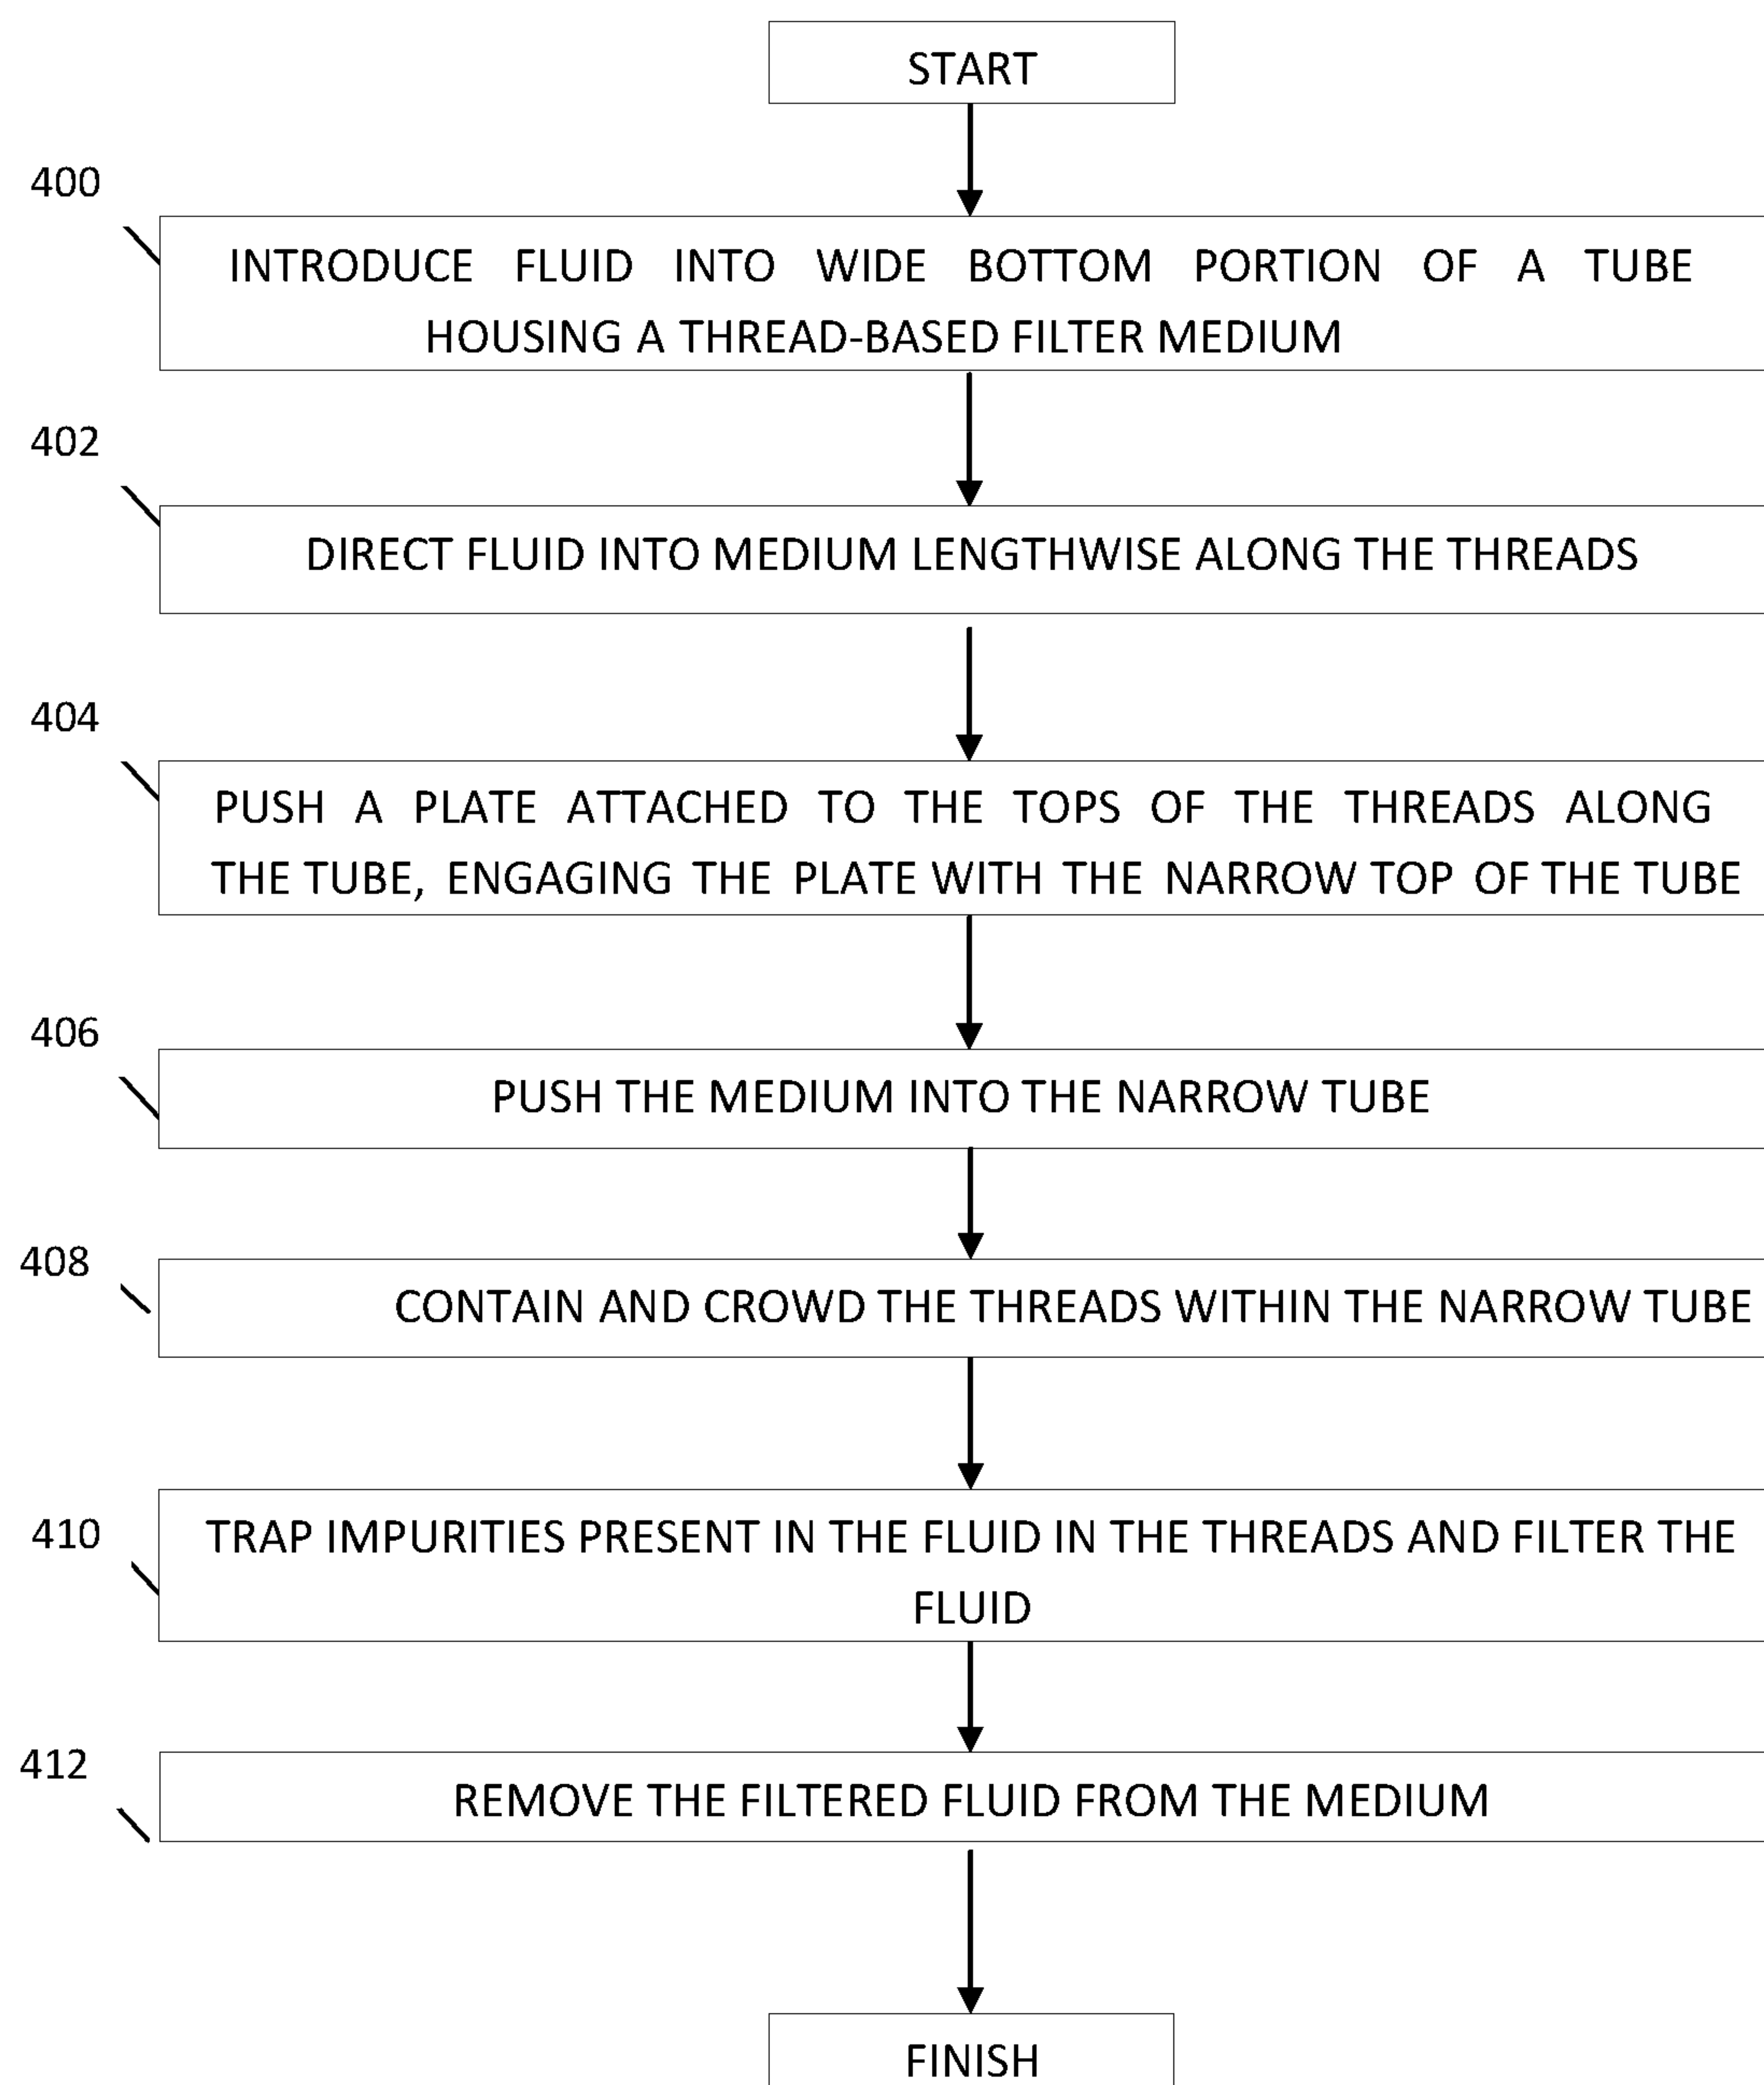 START
400
INTRODUCE FLUID INTO WIDE BOTTOM PORTION OF A TUBE
HOUSING A THREAD-BASED FILTER MEDIUM
402
DIRECT FLUID INTO MEDIUM LENGTHWISE ALONG THE THREADS
404
PUSH A PLATE ATTACHED TO THE TOPS OF THE THREADS ALONG
THE TUBE, ENGAGING THE PLATE WITH THE NARROW TOP OF THE TUBE
406
PUSH THE MEDIUM INTO THE NARROW TUBE
408
CONTAIN AND CROWD THE THREADS WITHIN THE NARROW TUBE
410
TRAP IMPURITIES PRESENT IN THE FLUID IN THE THREADS AND FILTER THE
FLUID
412
REMOVE THE FILTERED FLUID FROM THE MEDIUM
FINISH